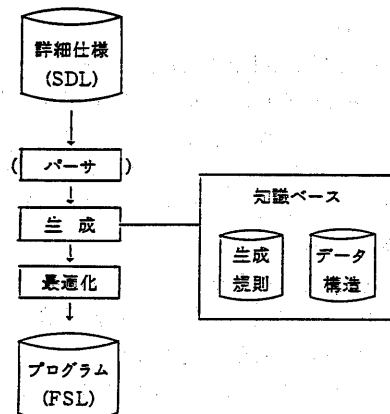 詳細仕様
(SDL)
( パーサ )
生 成
最適化
プログラム
(FSL)
知識ベース
生成
規則
データ
構造